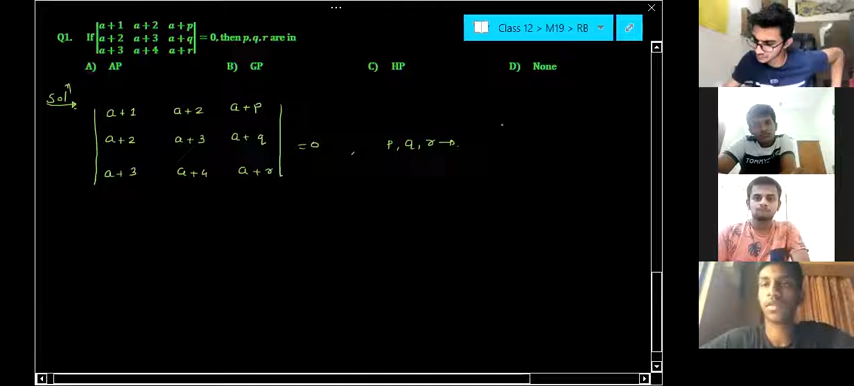 Class 12 > M19 > RB
Q1. If |a+1 a+2 a+p|
|a+2 a+3 a+q| = 0, then p, q, r are in
|a+3 a+4 a+r|
A) AP B) GP C) HP D) None
Solⁿ
a+1 a+2 a+p
a+2 a+3 a+q = 0 , p, q, r →
a+3 a+4 a+r
TOMMY